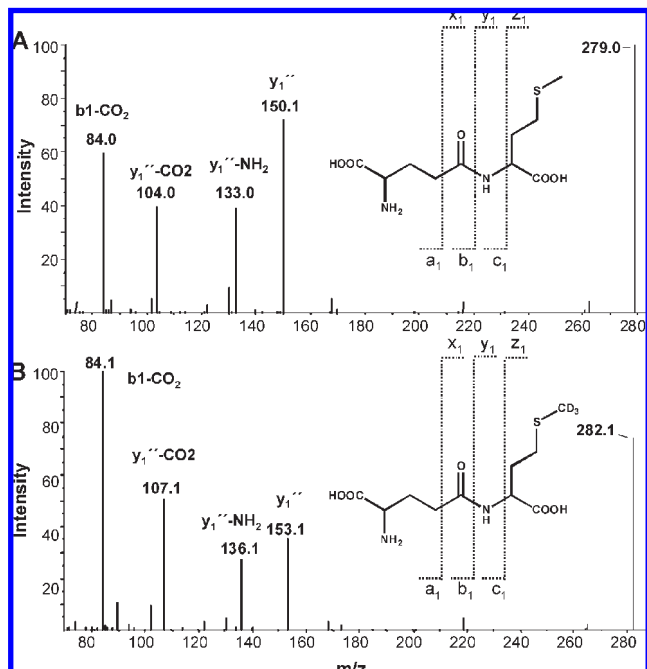 A
x1 y1 z1
100
279.0
y1´´
150.1
S
b1-CO2
84.0
y1´´-CO2
104.0
y1´´-NH2
133.0
80
60
40
20
Intensity
O
HOOC
N
H
COOH
NH2
a1 b1 c1
80 100 120 140 160 180 200 220 240 260 280
x1 y1 z1
B
100
84.1
b1-CO2
CD3
S
282.1
y1´´-CO2
107.1
y1´´-NH2
136.1
y1´´
153.1
80
60
40
20
Intensity
O
HOOC
N
H
COOH
NH2
a1 b1 c1
80 100 120 140 160 180 200 220 240 260 280
m/z